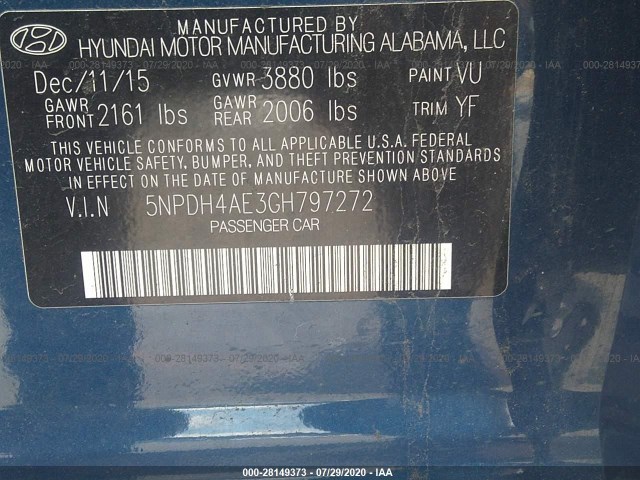 MANUFACTURED BY
HYUNDAI MOTOR MANUFACTURING ALABAMA, LLC
Dec/11/15 GVWR 3880 lbs PAINT VU
GAWR FRONT 2161 lbs GAWR REAR 2006 lbs TRIM YF
THIS VEHICLE CONFORMS TO ALL APPLICABLE U.S.A. FEDERAL
MOTOR VEHICLE SAFETY, BUMPER, AND THEFT PREVENTION STANDARDS
IN EFFECT ON THE DATE OF MANUFACTURE SHOWN ABOVE.
V.I.N 5NPDH4AE3GH797272
PASSENGER CAR
000-28149373 - 07/29/2020 - IAA